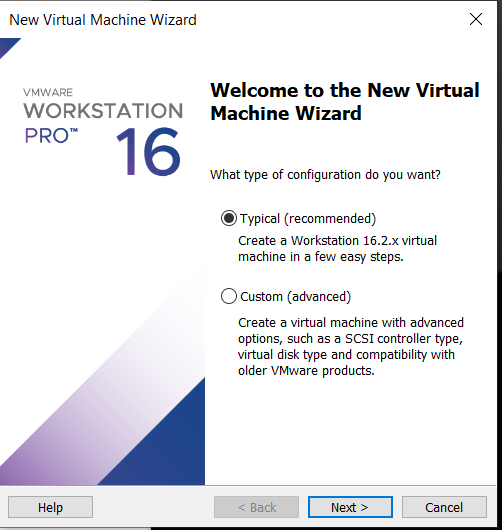 New Virtual Machine Wizard
VMWARE
WORKSTATION
PRO™ 16
Welcome to the New Virtual
Machine Wizard
What type of configuration do you want?
Typical (recommended)
Create a Workstation 16.2.x virtual
machine in a few easy steps.
Custom (advanced)
Create a virtual machine with advanced
options, such as a SCSI controller type,
virtual disk type and compatibility with
older VMware products.
Help
< Back
Next >
Cancel